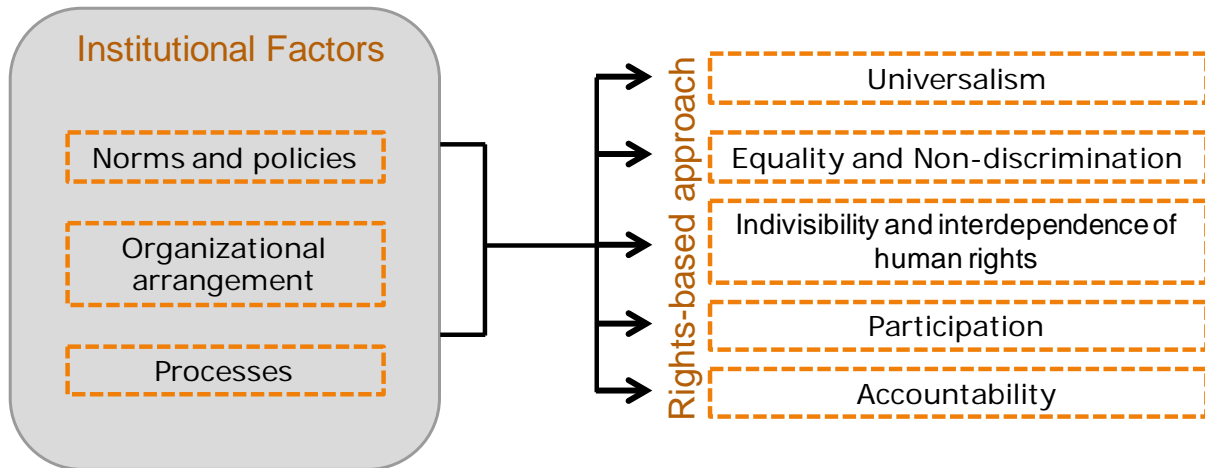 Institutional Factors
Norms and policies
Organizational
arrangement
Processes
Rights-based approach
Universalism
Equality and Non-discrimination
Indivisibility and interdependence of
human rights
Participation
Accountability